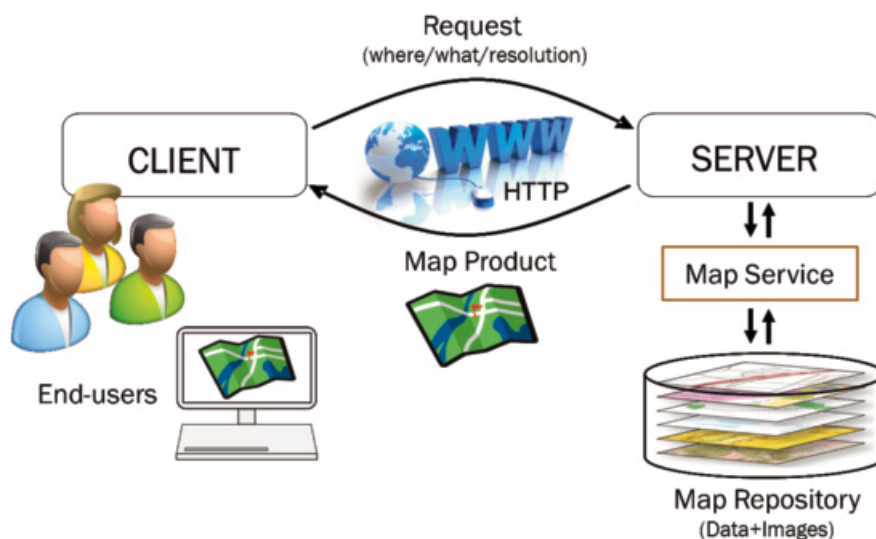 Request
(where/what/resolution)
CLIENT
WWW
HTTP
SERVER
Map Product
Map Service
End-users
Map Repository
(Data+Images)